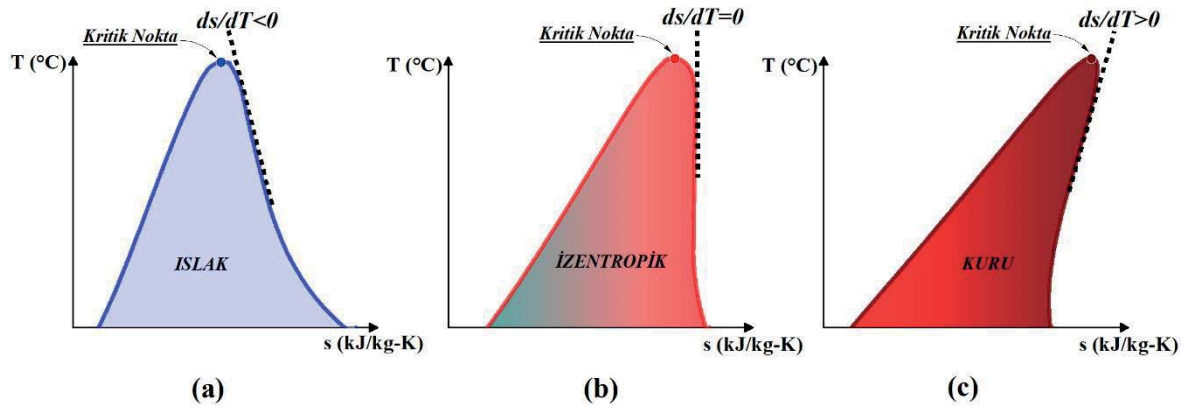 ds/dT<0
Kritik Nokta
T (°C)
ISLAK
s (kJ/kg-K)
(a)
ds/dT=0
Kritik Nokta
T (°C)
İZENTROPİK
s (kJ/kg-K)
(b)
ds/dT>0
Kritik Nokta
T (°C)
KURU
s (kJ/kg-K)
(c)